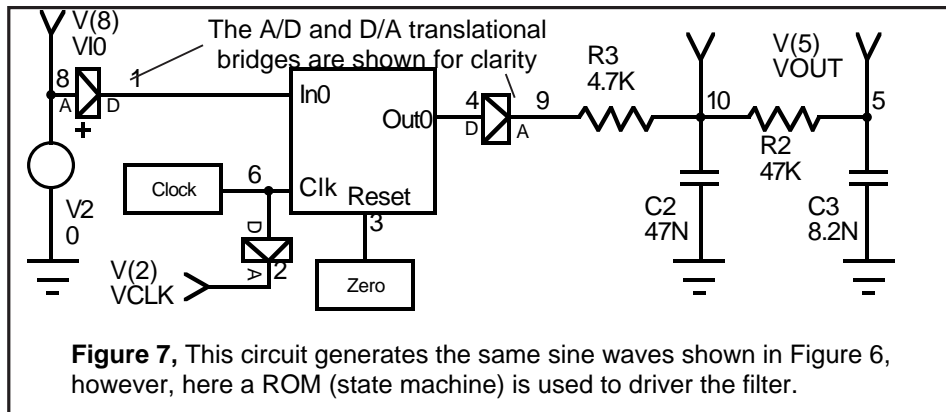 V(8)
VI0
The A/D and D/A translational
bridges are shown for clarity
8
A
D
1
+
In0
Out0
Clk
Reset
4
D
A
9
R3
4.7K
10
V(5)
VOUT
5
R2
47K
Clock
6
D
A
2
V2
0
V(2)
VCLK
3
Zero
C2
47N
C3
8.2N
Figure 7, This circuit generates the same sine waves shown in Figure 6,
however, here a ROM (state machine) is used to driver the filter.